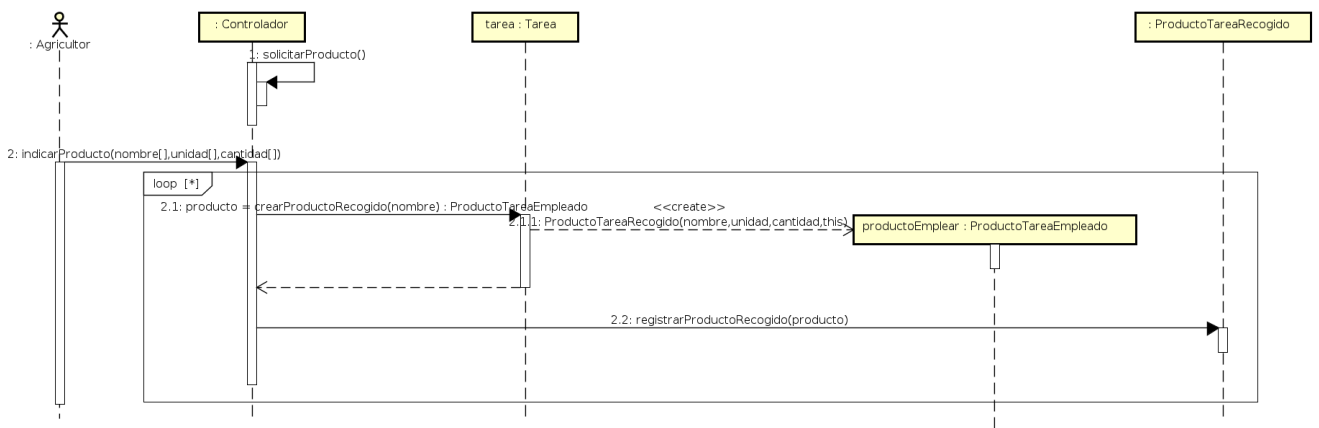 : Agricultor
: Controlador
tarea : Tarea
: ProductoTareaRecogido
1: solicitarProducto()
2: indicarProducto(nombre[],unidad[],cantidad[])
loop [*]
2.1: producto = crearProductoRecogido(nombre) : ProductoTareaEmpleado
<<create>>
2.1.1: ProductoTareaRecogido(nombre,unidad,cantidad,this)
productoEmplear : ProductoTareaEmpleado
2.2: registrarProductoRecogido(producto)